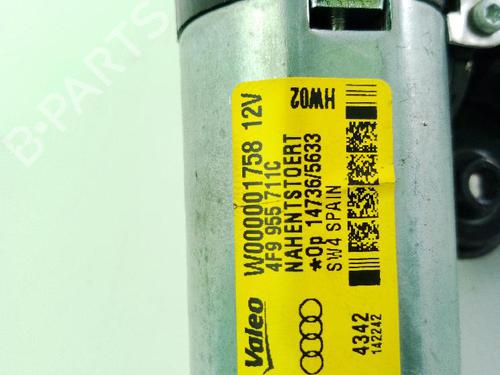 Valeo
W000001758 12V
HW02
4F9 955 711C
NAHENTSTOERT
*Op 14736/5633
SW4 SPAIN
4342
142242
B-PARTS